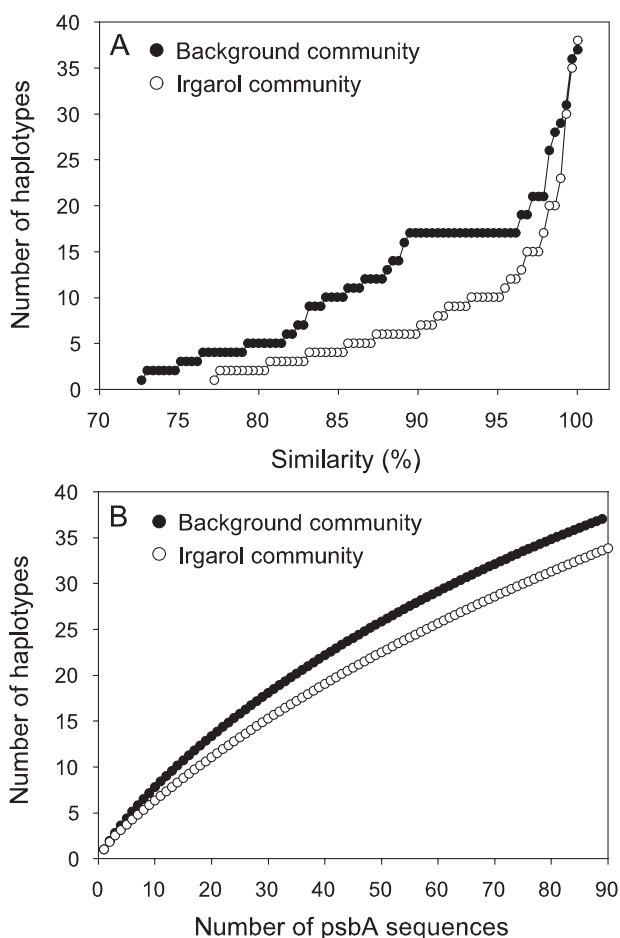 A
Background community
Irgarol community
Number of haplotypes
40
35
30
25
20
15
10
5
0
70 75 80 85 90 95 100
Similarity (%)
B
Background community
Irgarol community
Number of haplotypes
40
35
30
25
20
15
10
5
0
0 10 20 30 40 50 60 70 80 90
Number of psbA sequences